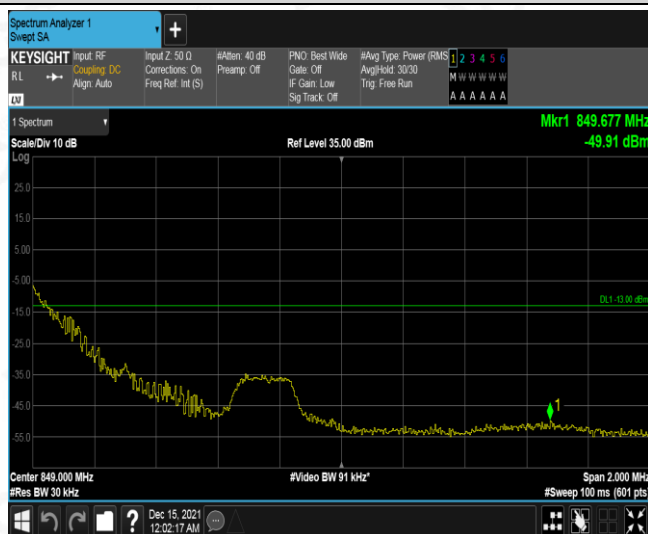 Spectrum Analyzer 1
Swept SA
+
KEYSIGHT
RL
LXI
Input: RF
Coupling: DC
Align: Auto
Input Z: 50 Ω
Corrections: On
Freq Ref: Int (S)
#Atten: 40 dB
Preamp: Off
PNO: Best Wide
Gate: Off
IF Gain: Low
Sig Track: Off
#Avg Type: Power (RMS
Avg|Hold: 30/30
Trig: Free Run
1 2 3 4 5 6
M W W W W W
A A A A A A
1 Spectrum
Mkr1 849.677 MHz
Scale/Div 10 dB
Ref Level 35.00 dBm
-49.91 dBm
Log
25.0
15.0
5.00
-5.00
DL1 -13.00 dBm
-15.0
-25.0
-35.0
-45.0
1
-55.0
Center 849.000 MHz
#Video BW 91 kHz*
Span 2.000 MHz
#Res BW 30 kHz
#Sweep 100 ms (601 pts)
?
Dec 15, 2021
12:02:17 AM